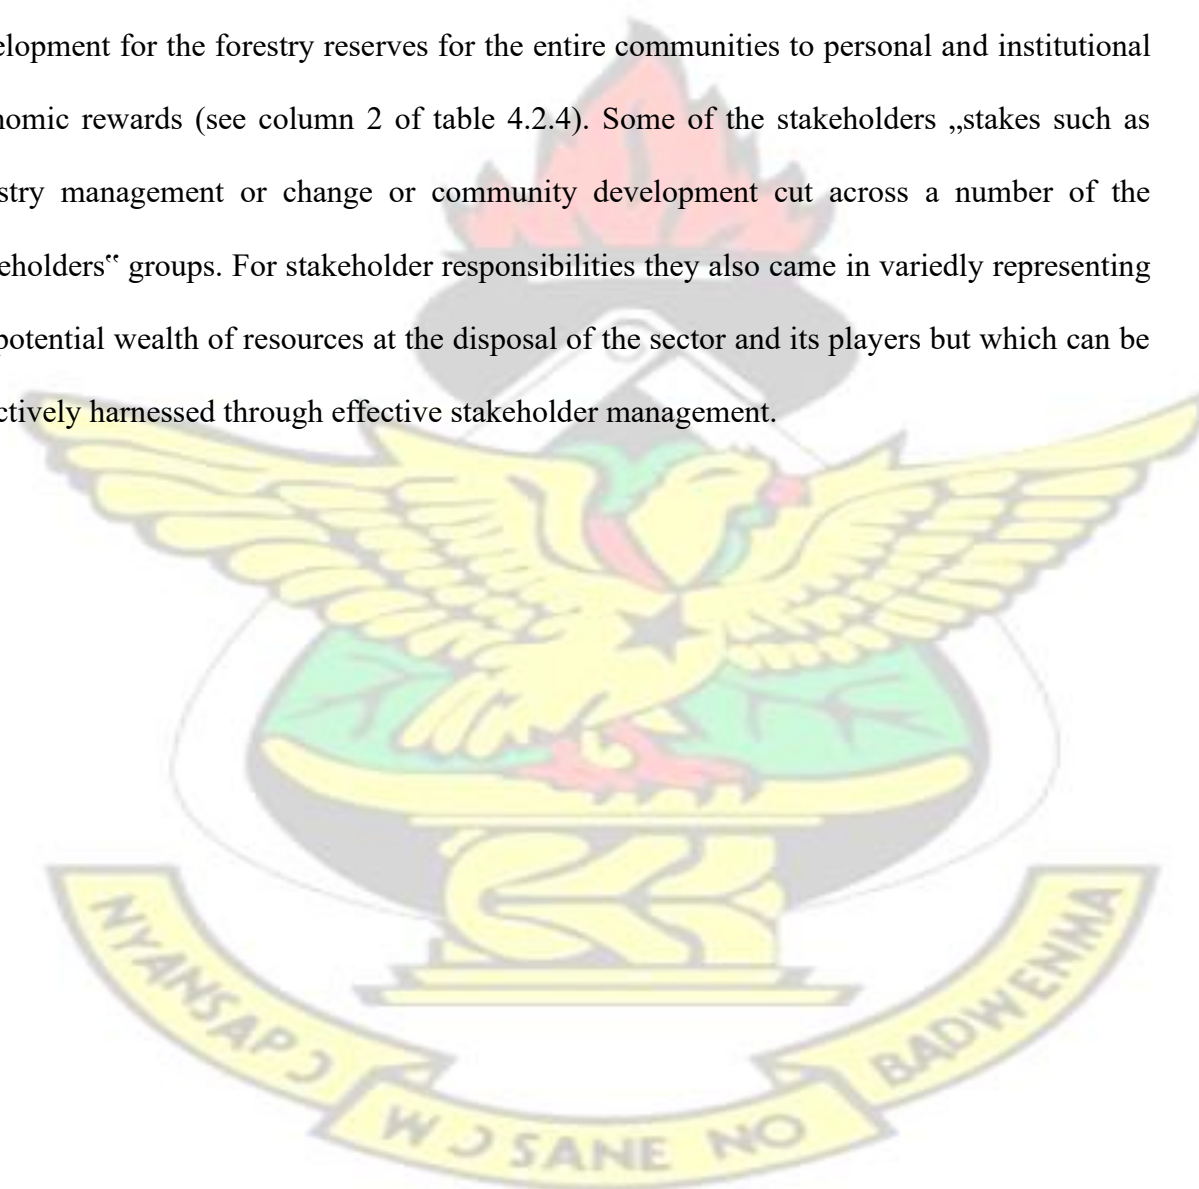 elopment for the forestry reserves for the entire communities to personal and institutional
nomic rewards (see column 2 of table 4.2.4). Some of the stakeholders „stakes such as
stry management or change or community development cut across a number of the
eholders‟ groups. For stakeholder responsibilities they also came in variedly representing
potential wealth of resources at the disposal of the sector and its players but which can be
ctively harnessed through effective stakeholder management.
NYANSAPƆ
WƆSANE NO
BADWENMA